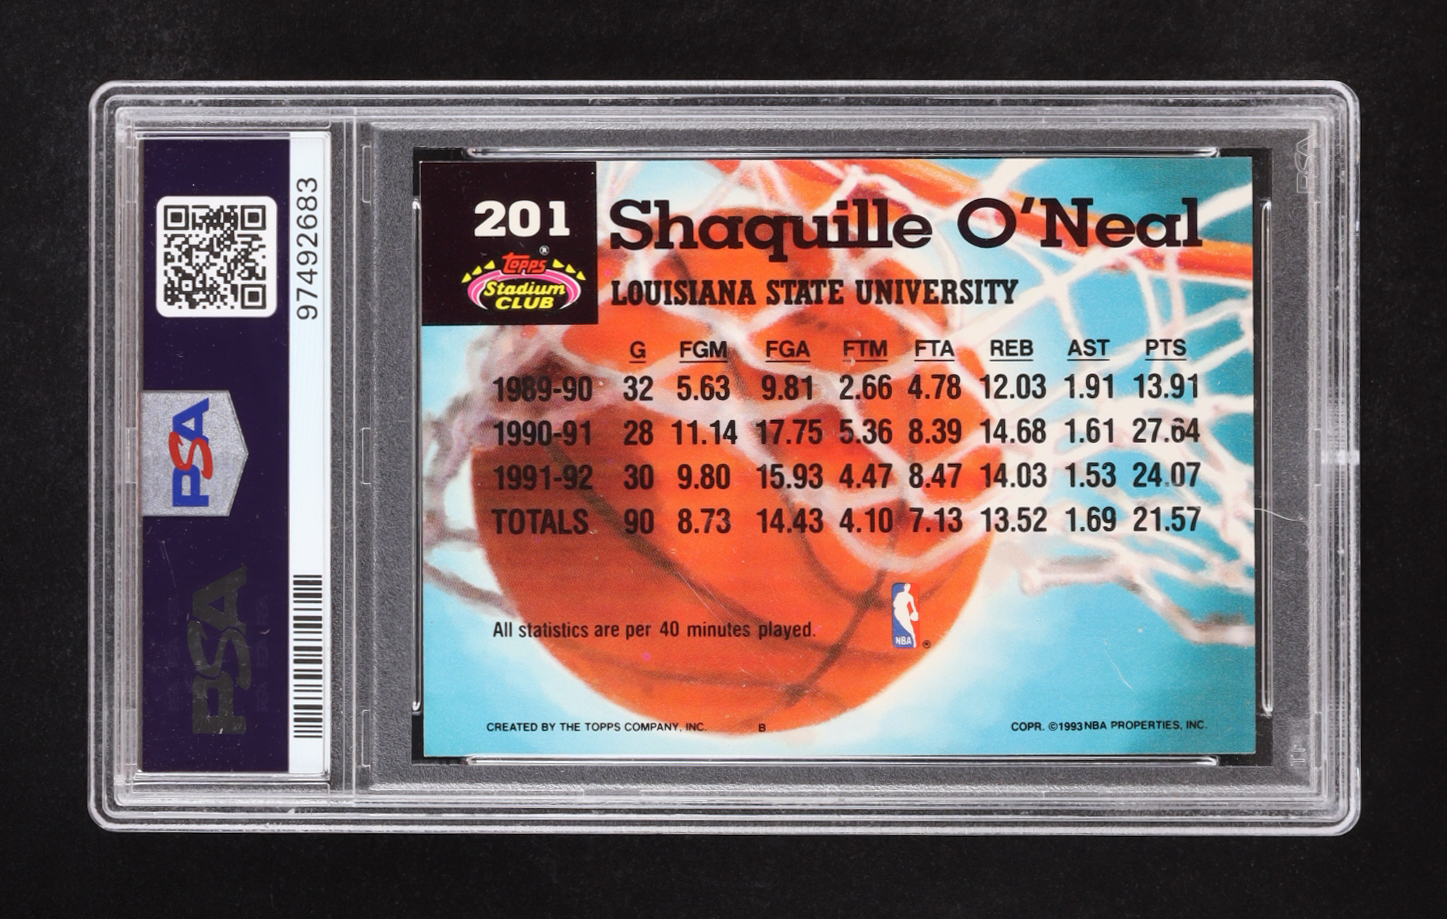 97492683
PSA
PSA
201
Topps®
Stadium
CLUB
Shaquille O'Neal
LOUISIANA STATE UNIVERSITY
G FGM FGA FTM FTA REB AST PTS
1989-90 32 5.63 9.81 2.66 4.78 12.03 1.91 13.91
1990-91 28 11.14 17.75 5.36 8.39 14.68 1.61 27.64
1991-92 30 9.80 15.93 4.47 8.47 14.03 1.53 24.07
TOTALS 90 8.73 14.43 4.10 7.13 13.52 1.69 21.57
All statistics are per 40 minutes played.
NBA ®
CREATED BY THE TOPPS COMPANY, INC. B COPR. ©1993 NBA PROPERTIES, INC.
PSA